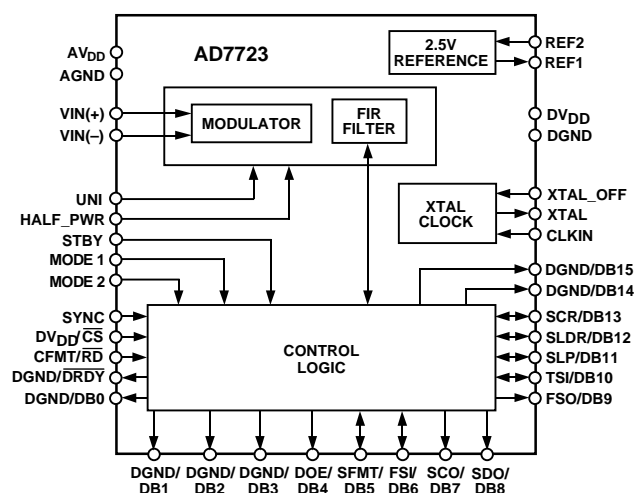 AD7723
AVDD
AGND
VIN(+)
VIN(–)
UNI
HALF_PWR
STBY
MODE 1
MODE 2
SYNC
DVDD/C̅S̅
CFMT/R̅D̅
DGND/D̅R̅D̅Y̅
DGND/DB0
MODULATOR
FIR
FILTER
2.5V
REFERENCE
XTAL
CLOCK
CONTROL
LOGIC
REF2
REF1
DVDD
DGND
XTAL_OFF
XTAL
CLKIN
DGND/DB15
DGND/DB14
SCR/DB13
SLDR/DB12
SLP/DB11
TSI/DB10
FSO/DB9
DGND/
DB1
DGND/
DB2
DGND/
DB3
DOE/
DB4
SFMT/
DB5
FSI/
DB6
SCO/
DB7
SDO/
DB8